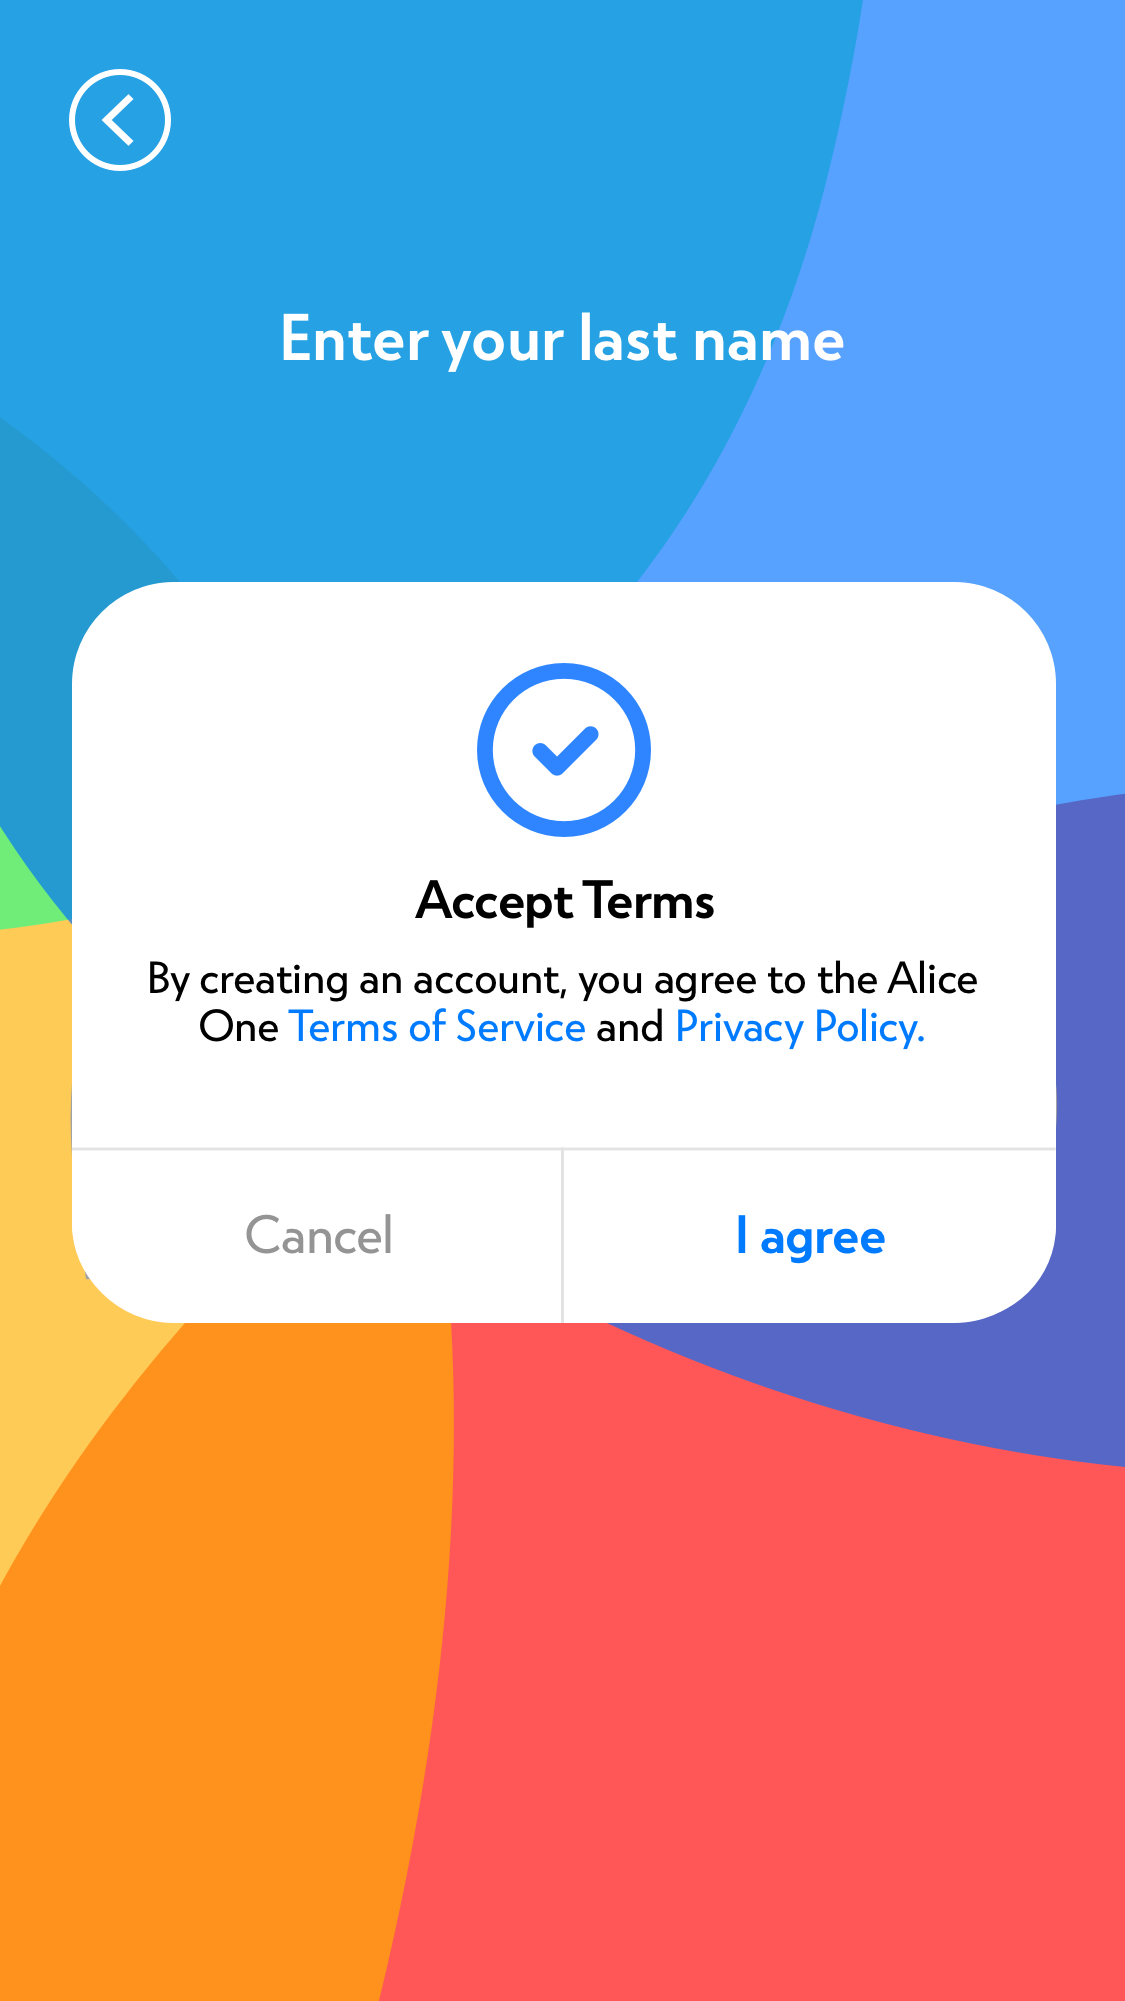 Enter your last name
Accept Terms
By creating an account, you agree to the Alice
One Terms of Service and Privacy Policy.
Cancel
I agree